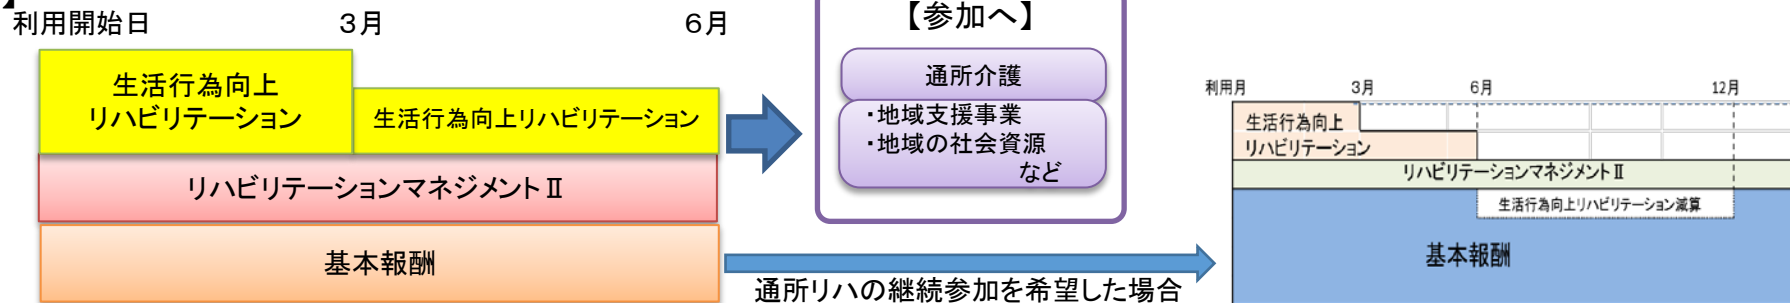 】
利用開始日
3月
6月
生活行為向上
リハビリテーション
生活行為向上リハビリテーション
リハビリテーションマネジメントⅡ
基本報酬
【参加へ】
通所介護
・地域支援事業
・地域の社会資源
など
通所リハの継続参加を希望した場合
利用月
3月
6月
12月
生活行為向上
リハビリテーション
リハビリテーションマネジメントⅡ
生活行為向上リハビリテーション減算
基本報酬